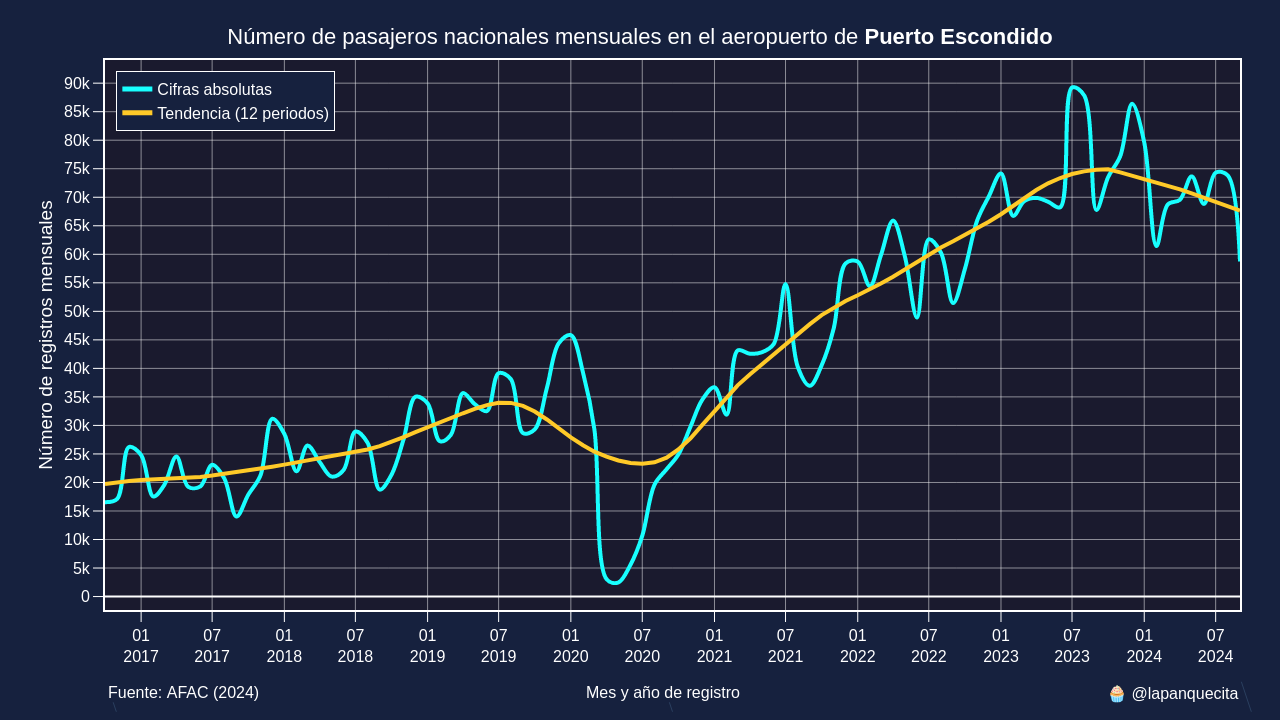 Número de pasajeros nacionales mensuales en el aeropuerto de Puerto Escondido
Cifras absolutas
Tendencia (12 periodos)
Número de registros mensuales
90k
85k
80k
75k
70k
65k
60k
55k
50k
45k
40k
35k
30k
25k
20k
15k
10k
5k
0
01 07 01 07 01 07 01 07 01 07 01 07 01 07 01 07
2017 2017 2018 2018 2019 2019 2020 2020 2021 2021 2022 2022 2023 2023 2024 2024
Fuente: AFAC (2024) Mes y año de registro 🧁 @lapanquecita